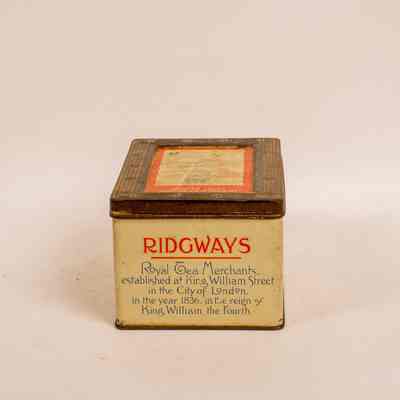 RIDGWAYS
Royal Tea Merchants,
established at King William Street
in the City of London,
in the year 1836, in the reign of
King William the Fourth.